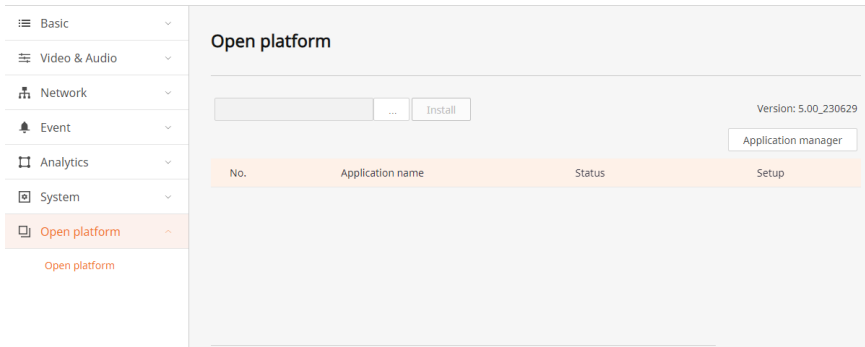 Basic
Video & Audio
Network
Event
Analytics
System
Open platform
Open platform
Open platform
... Install
Version: 5.00_230629
Application manager
No. Application name Status Setup